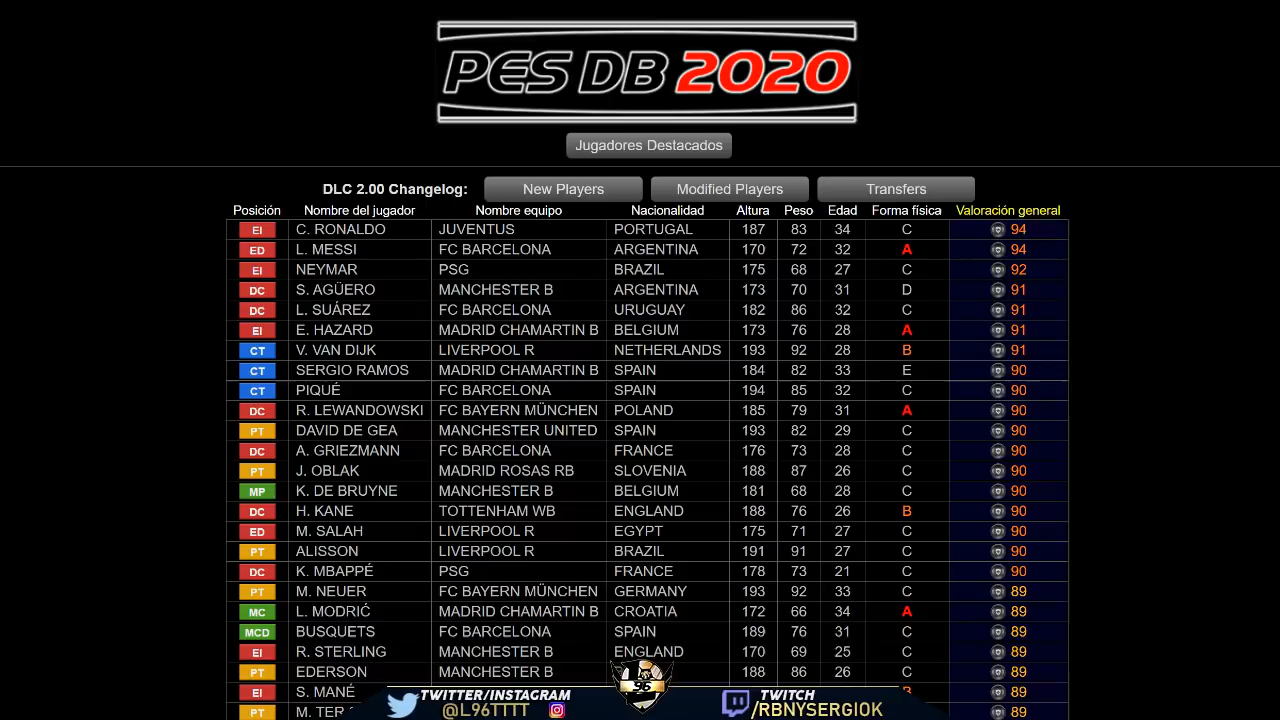 PES DB 2020
Jugadores Destacados
DLC 2.00 Changelog: New Players Modified Players Transfers
Posición Nombre del jugador Nombre equipo Nacionalidad Altura Peso Edad Forma física Valoración general
EI C. RONALDO JUVENTUS PORTUGAL 187 83 34 C 94
ED L. MESSI FC BARCELONA ARGENTINA 170 72 32 A 94
EI NEYMAR PSG BRAZIL 175 68 27 C 92
DC S. AGÜERO MANCHESTER B ARGENTINA 173 70 31 D 91
DC L. SUÁREZ FC BARCELONA URUGUAY 182 86 32 C 91
EI E. HAZARD MADRID CHAMARTIN B BELGIUM 173 76 28 A 91
CT V. VAN DIJK LIVERPOOL R NETHERLANDS 193 92 28 B 91
CT SERGIO RAMOS MADRID CHAMARTIN B SPAIN 184 82 33 E 90
CT PIQUÉ FC BARCELONA SPAIN 194 85 32 C 90
DC R. LEWANDOWSKI FC BAYERN MÜNCHEN POLAND 185 79 31 A 90
PT DAVID DE GEA MANCHESTER UNITED SPAIN 193 82 29 C 90
DC A. GRIEZMANN FC BARCELONA FRANCE 176 73 28 C 90
PT J. OBLAK MADRID ROSAS RB SLOVENIA 188 87 26 C 90
MP K. DE BRUYNE MANCHESTER B BELGIUM 181 68 28 C 90
DC H. KANE TOTTENHAM WB ENGLAND 188 76 26 B 90
ED M. SALAH LIVERPOOL R EGYPT 175 71 27 C 90
PT ALISSON LIVERPOOL R BRAZIL 191 91 27 C 90
DC K. MBAPPÉ PSG FRANCE 178 73 21 C 90
PT M. NEUER FC BAYERN MÜNCHEN GERMANY 193 92 33 C 89
MC L. MODRIĆ MADRID CHAMARTIN B CROATIA 172 66 34 A 89
MCD BUSQUETS FC BARCELONA SPAIN 189 76 31 C 89
EI R. STERLING MANCHESTER B ENGLAND 170 69 25 C 89
PT EDERSON MANCHESTER B 188 86 26 C 89
EI S. MANÉ B 89
PT M. TER 89
TWITTER/INSTAGRAM
@L96TTTT
TWITCH
/RBNYSERGIOK